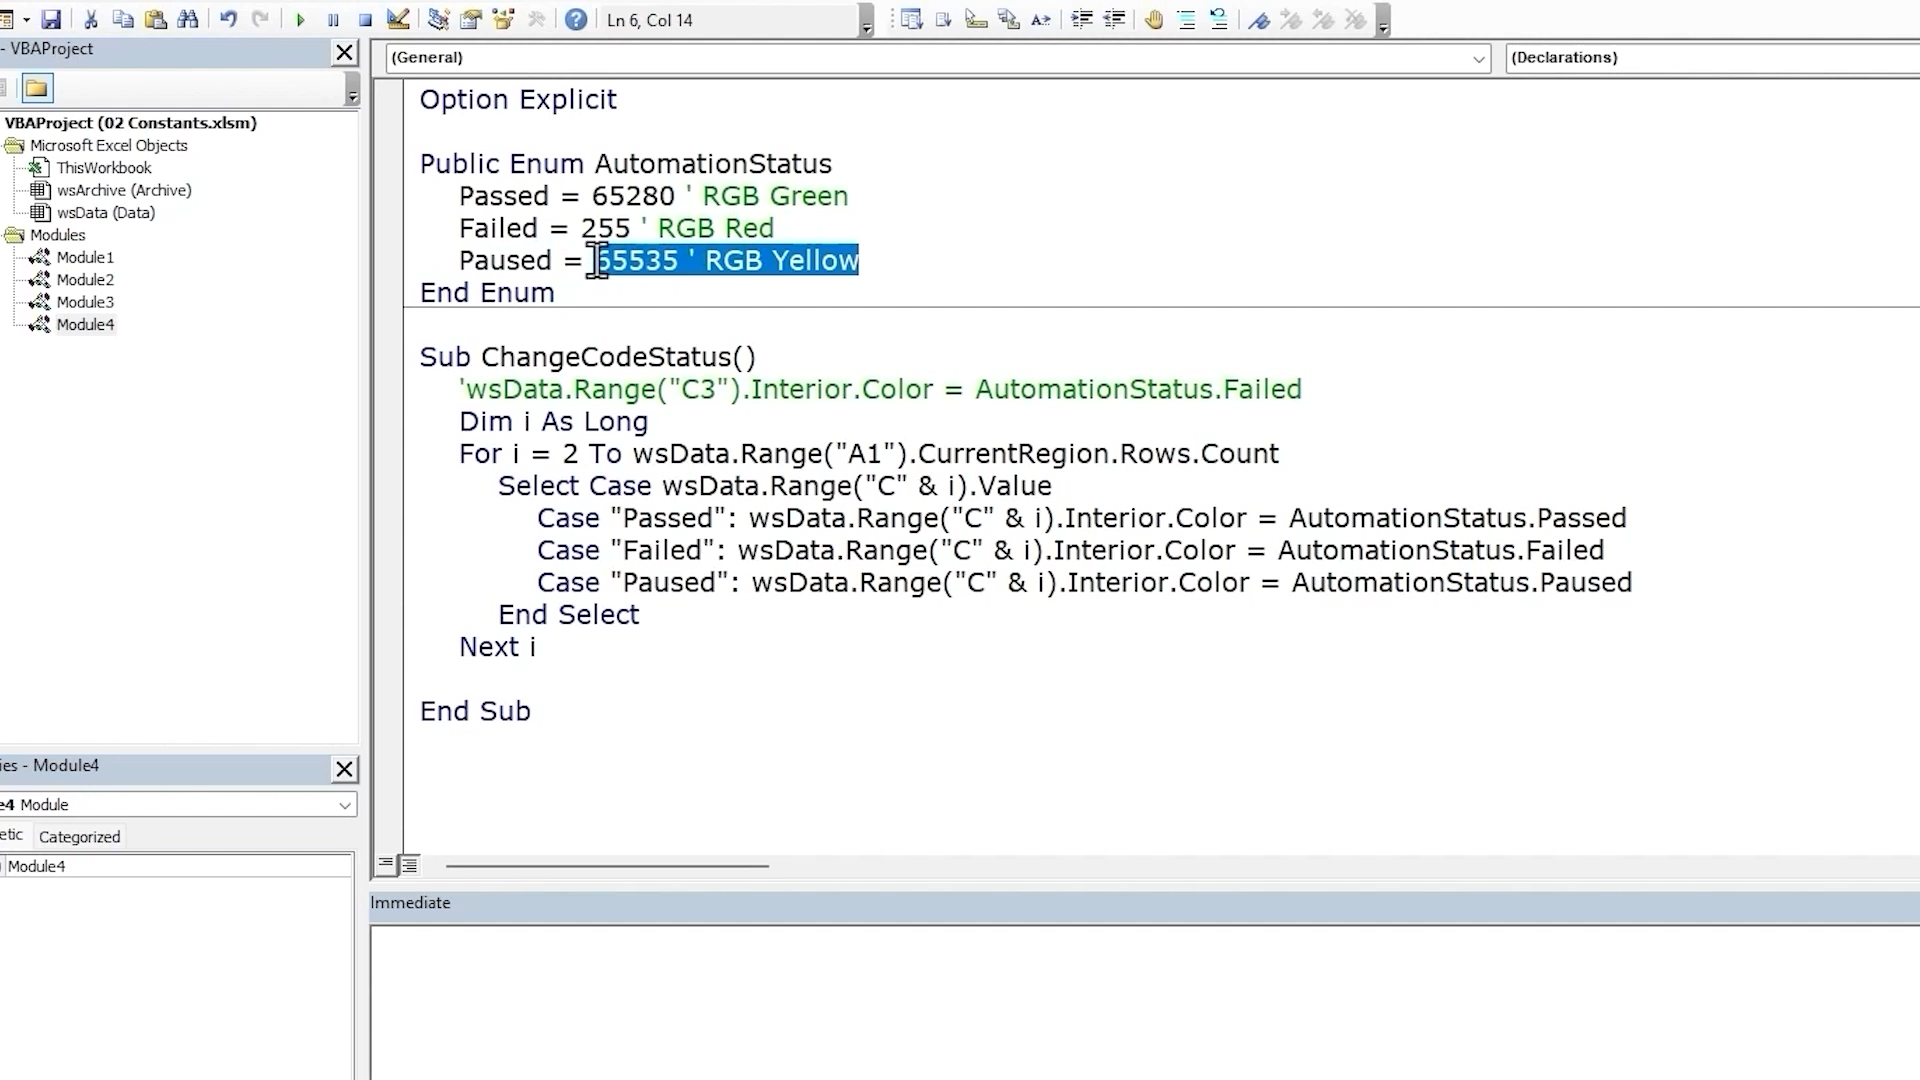 Ln 6, Col 14
- VBAProject
(General)
(Declarations)
VBAProject (02 Constants.xlsm)
Microsoft Excel Objects
ThisWorkbook
wsArchive (Archive)
wsData (Data)
Modules
Module1
Module2
Module3
Module4
Option Explicit
Public Enum AutomationStatus
Passed = 65280 ' RGB Green
Failed = 255 ' RGB Red
Paused = 65535 ' RGB Yellow
End Enum
Sub ChangeCodeStatus()
'wsData.Range("C3").Interior.Color = AutomationStatus.Failed
Dim i As Long
For i = 2 To wsData.Range("A1").CurrentRegion.Rows.Count
Select Case wsData.Range("C" & i).Value
Case "Passed": wsData.Range("C" & i).Interior.Color = AutomationStatus.Passed
Case "Failed": wsData.Range("C" & i).Interior.Color = AutomationStatus.Failed
Case "Paused": wsData.Range("C" & i).Interior.Color = AutomationStatus.Paused
End Select
Next i
End Sub
ies - Module4
e4 Module
etic Categorized
Module4
Immediate